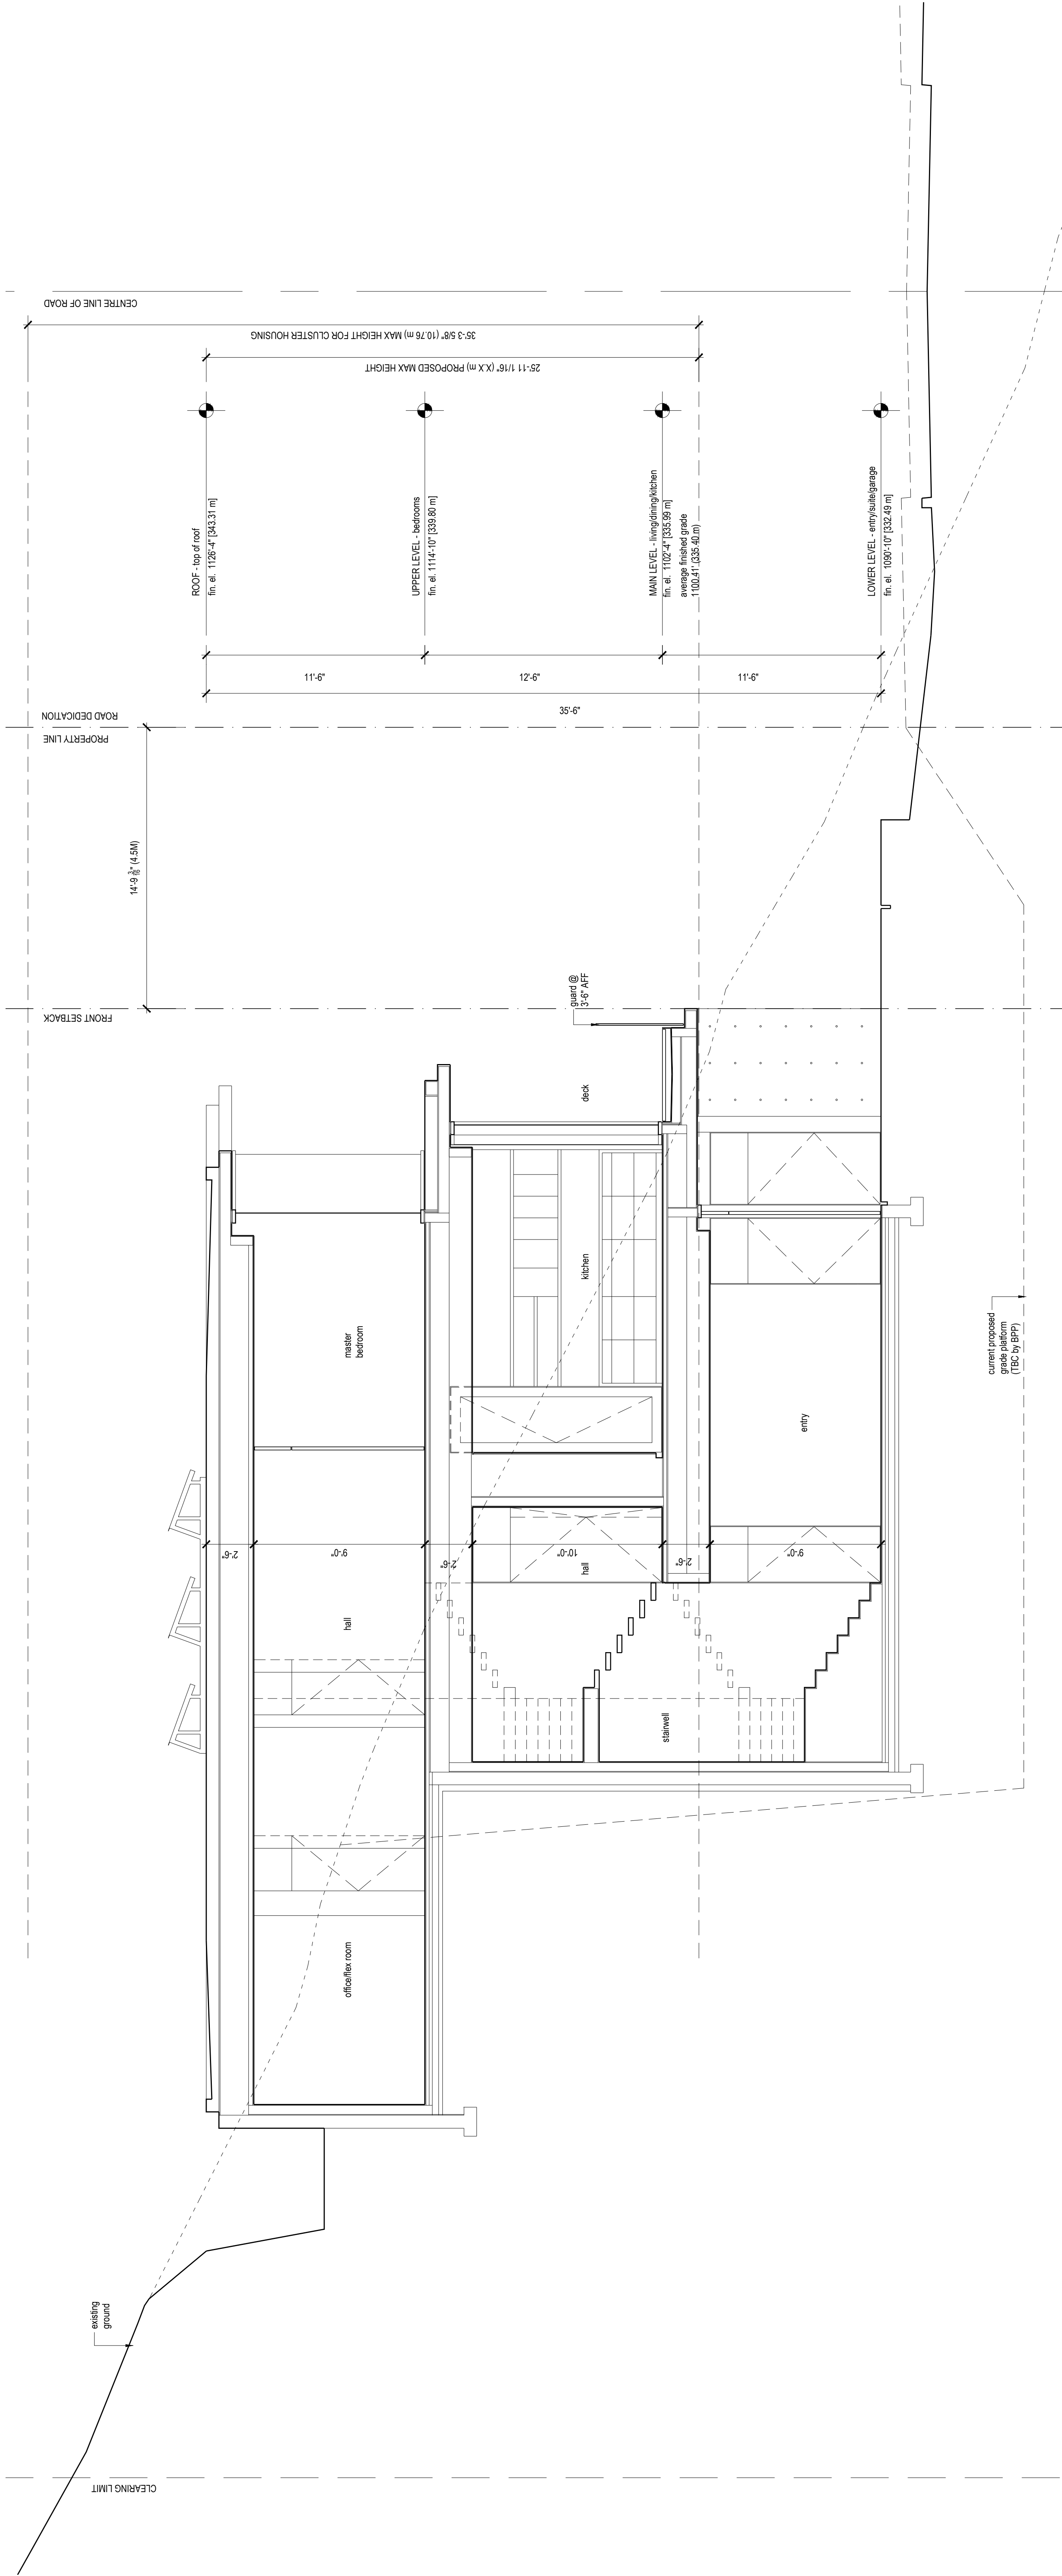 CENTRE LINE OF ROAD
35'-3 5/8" (10.76 m) MAX HEIGHT FOR CLUSTER HOUSING
25'-11 1/16" (X.X m) PROPOSED MAX HEIGHT
ROOF - top of roof
fin. el. 1126'-4" [343.31 m]
UPPER LEVEL - bedrooms
fin. el. 1114'-10" [339.80 m]
MAIN LEVEL - living/dining/kitchen
fin. el. 1102'-4" [335.99 m]
average finished grade
1100.41' (335.40 m)
LOWER LEVEL - entry/suite/garage
fin. el. 1090'-10" [332.49 m]
11'-6"
12'-6"
11'-6"
35'-6"
ROAD DEDICATION
PROPERTY LINE
14'-9 3/16" (4.5M)
FRONT SETBACK
guard @
3'-6" AFF
deck
kitchen
master
bedroom
current proposed
grade platform
(TBC by BPP)
entry
2'-6"
9'-0"
2'-6"
10'-0"
2'-6"
9'-0"
hall
hall
stairwell
office/flex room
existing
ground
CLEARING LIMIT